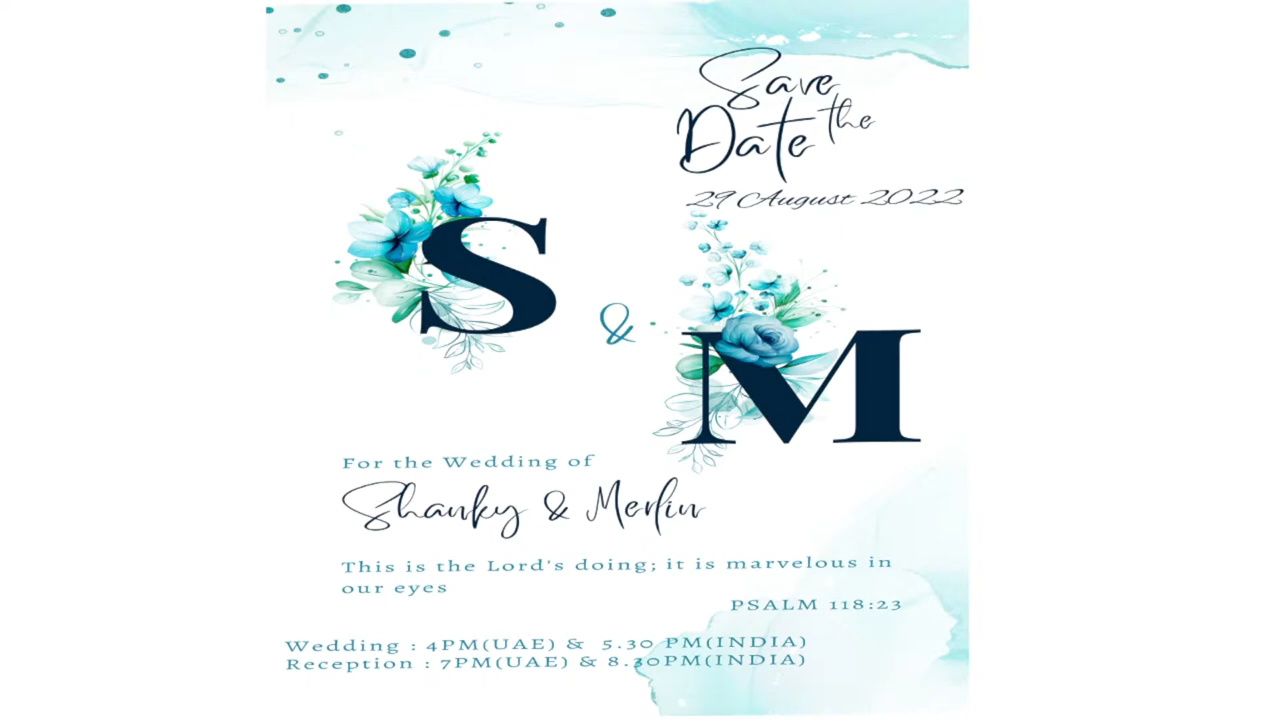 Save
the
Date
29 August 2022
S
&
M
For the Wedding of
Shanky & Merlin
This is the Lord's doing; it is marvelous in
our eyes
PSALM 118:23
Wedding : 4PM(UAE) & 5.30 PM(INDIA)
Reception : 7PM(UAE) & 8.30PM(INDIA)